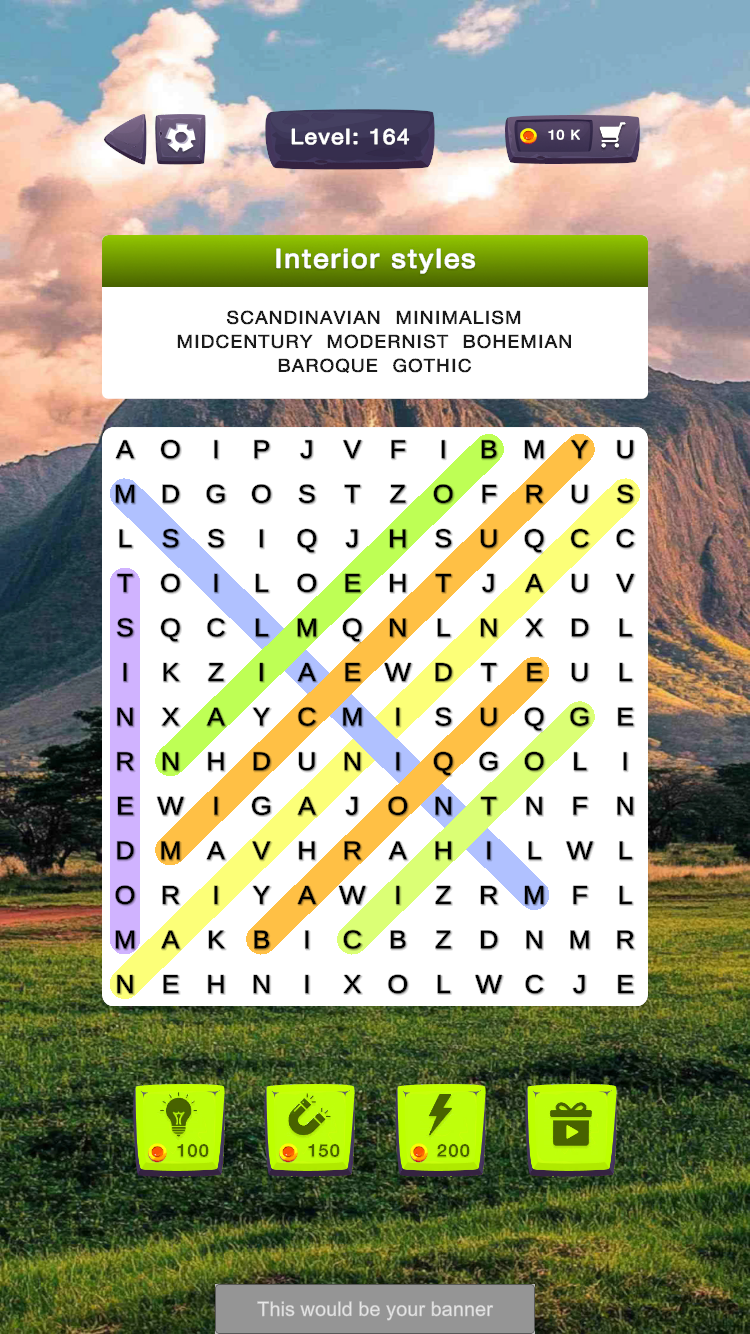 Level: 164
10 K
Interior styles
SCANDINAVIAN MINIMALISM
MIDCENTURY MODERNIST BOHEMIAN
BAROQUE GOTHIC
A O I P J V F I B M Y U
M D G O S T Z O F R U S
L S S I Q J H S U Q C C
T O I L O E H T J A U V
S Q C L M Q N L N X D L
I K Z I A E W D T E U L
N X A Y C M I S U Q G E
R N H D U N I Q G O L I
E W I G A J O N T N F N
D M A V H R A H I L W L
O R I Y A W I Z R M F L
M A K B I C B Z D N M R
N E H N I X O L W C J E
100 150 200
This would be your banner